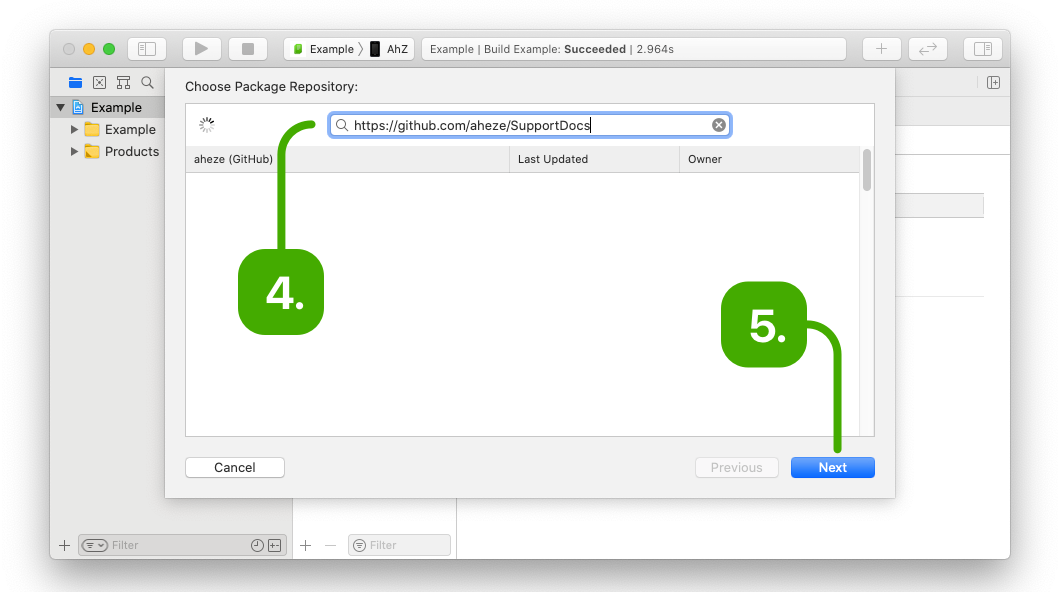 Example 〉 AhZ
Example | Build Example: Succeeded | 2.964s
Example
Example
Products
Choose Package Repository:
https://github.com/aheze/SupportDocs
aheze (GitHub)
Last Updated
Owner
4.
5.
Cancel
Previous
Next
Filter
Filter